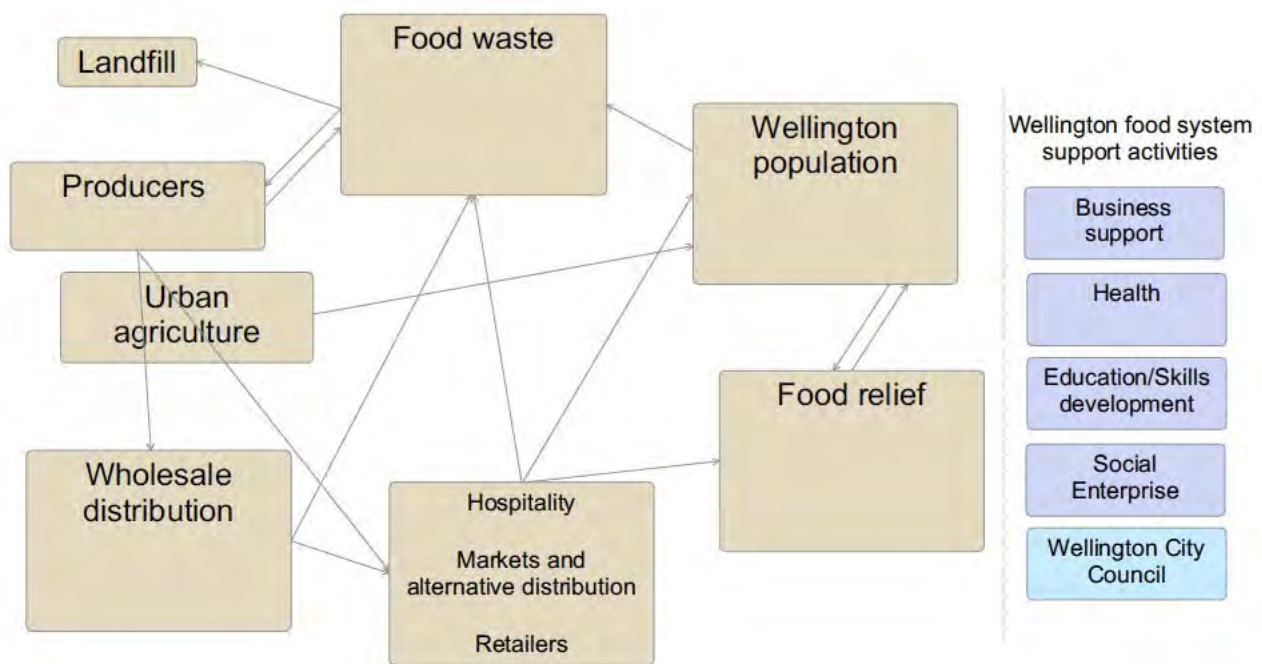 Food waste
Landfill
Producers
Wellington
population
Urban
agriculture
Food relief
Wholesale
distribution
Hospitality
Markets and
alternative distribution
Retailers
Wellington food system
support activities
Business
support
Health
Education/Skills
development
Social
Enterprise
Wellington City
Council